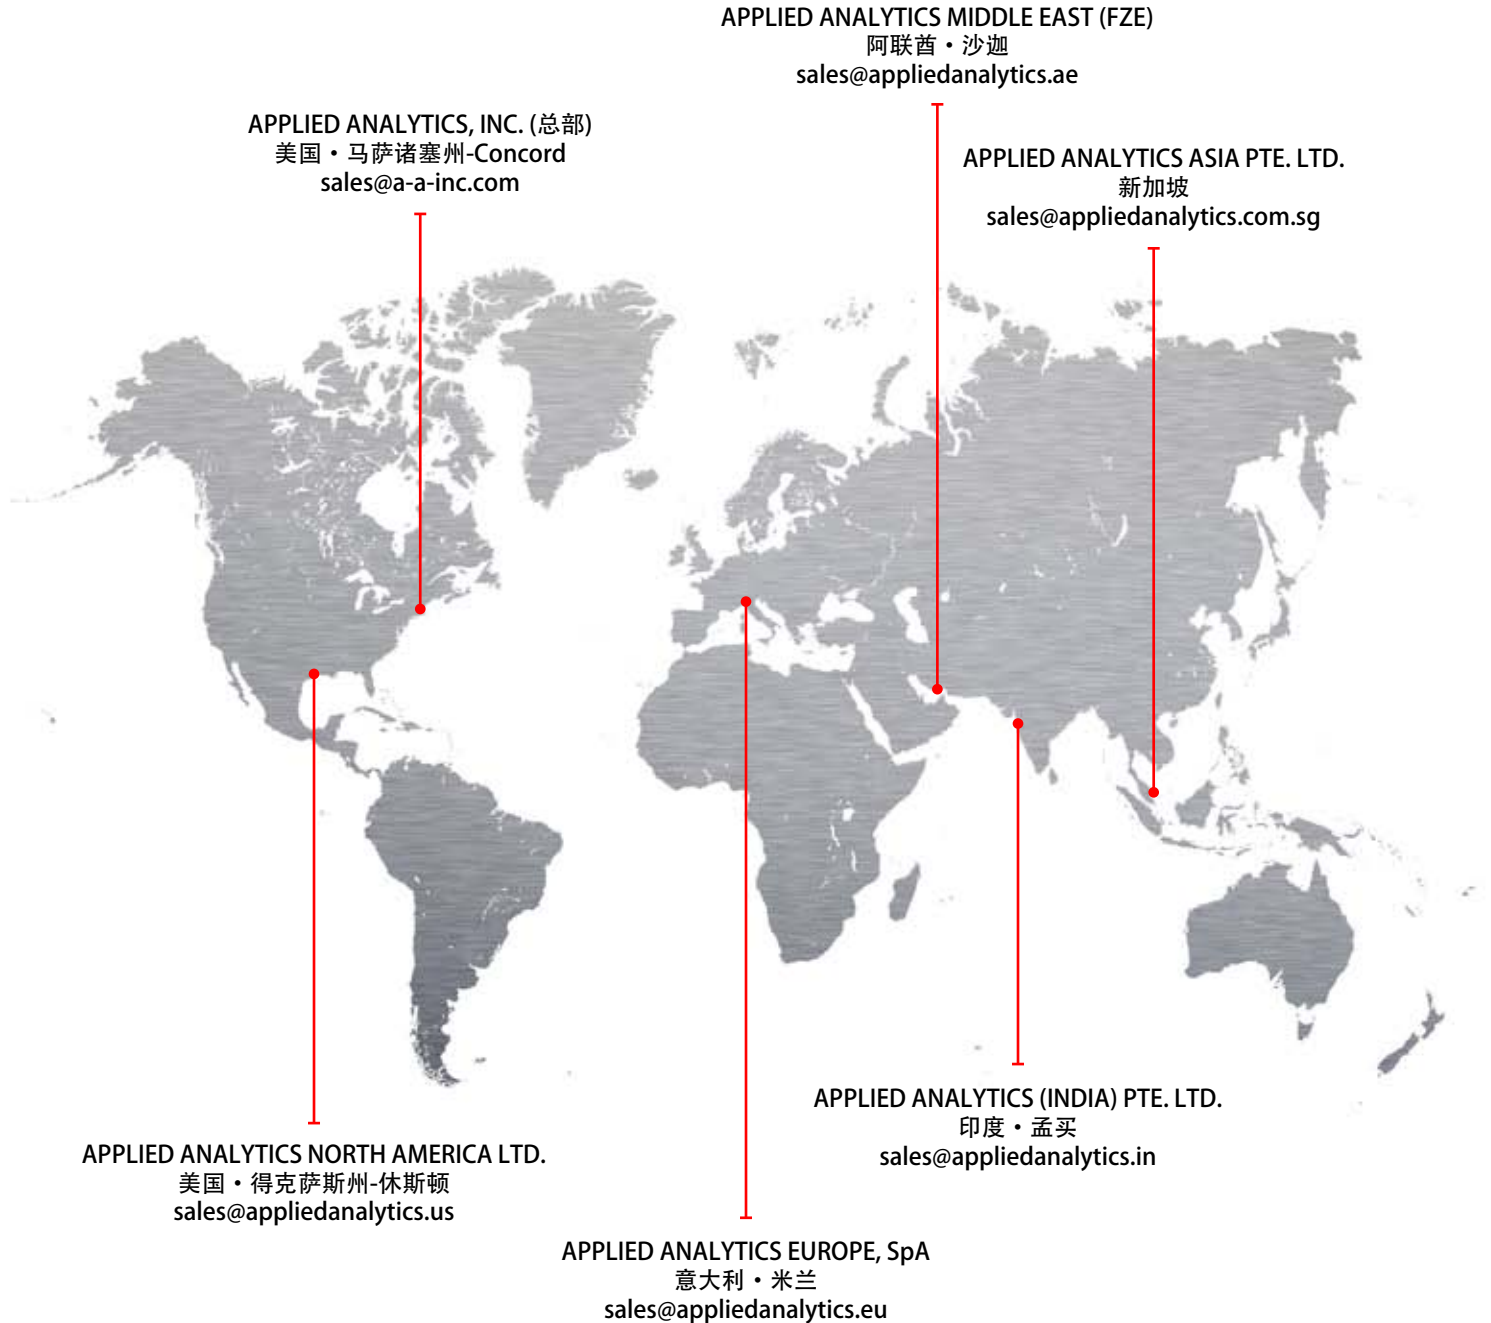 APPLIED ANALYTICS MIDDLE EAST (FZE)
阿联酋・沙迦
sales@appliedanalytics.ae
APPLIED ANALYTICS, INC. (总部)
美国・马萨诸塞州-Concord
sales@a-a-inc.com
APPLIED ANALYTICS ASIA PTE. LTD.
新加坡
sales@appliedanalytics.com.sg
APPLIED ANALYTICS (INDIA) PTE. LTD.
印度・孟买
sales@appliedanalytics.in
APPLIED ANALYTICS NORTH AMERICA LTD.
美国・得克萨斯州-休斯顿
sales@appliedanalytics.us
APPLIED ANALYTICS EUROPE, SpA
意大利・米兰
sales@appliedanalytics.eu